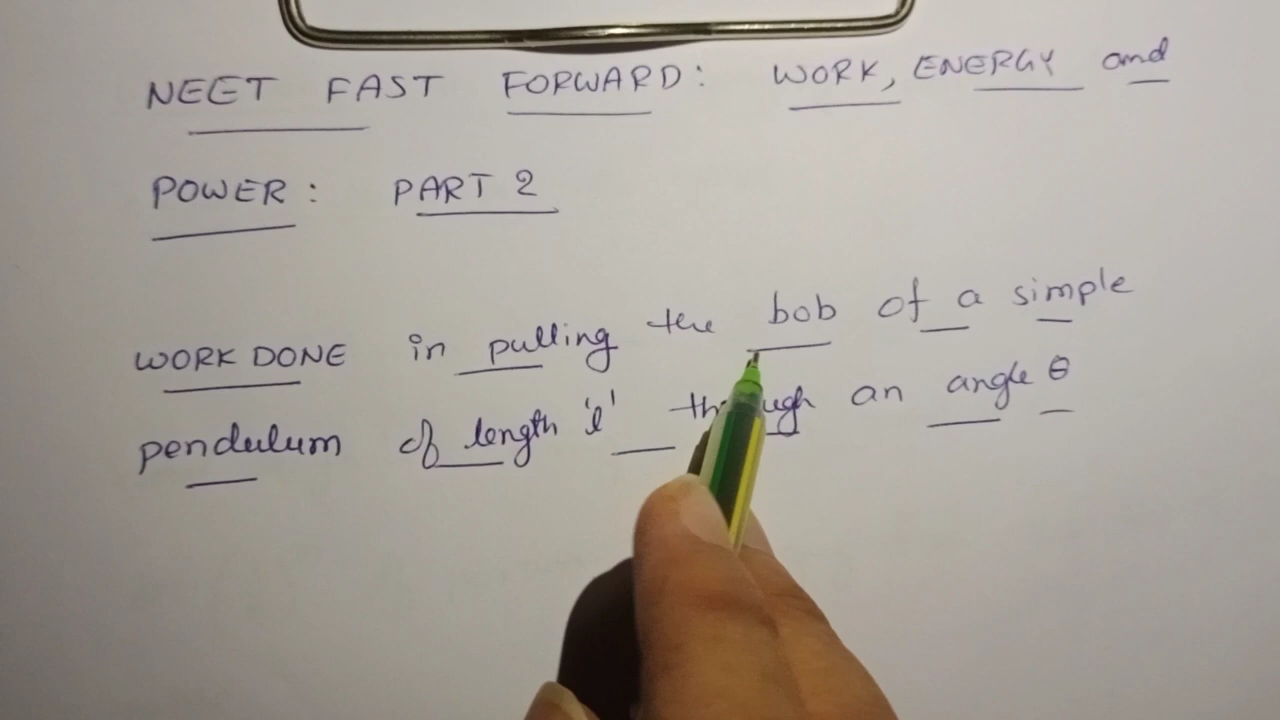 NEET FAST FORWARD: WORK, ENERGY and
POWER: PART 2
WORK DONE in pulling the bob of a simple
pendulum of length 'l' through an angle θ